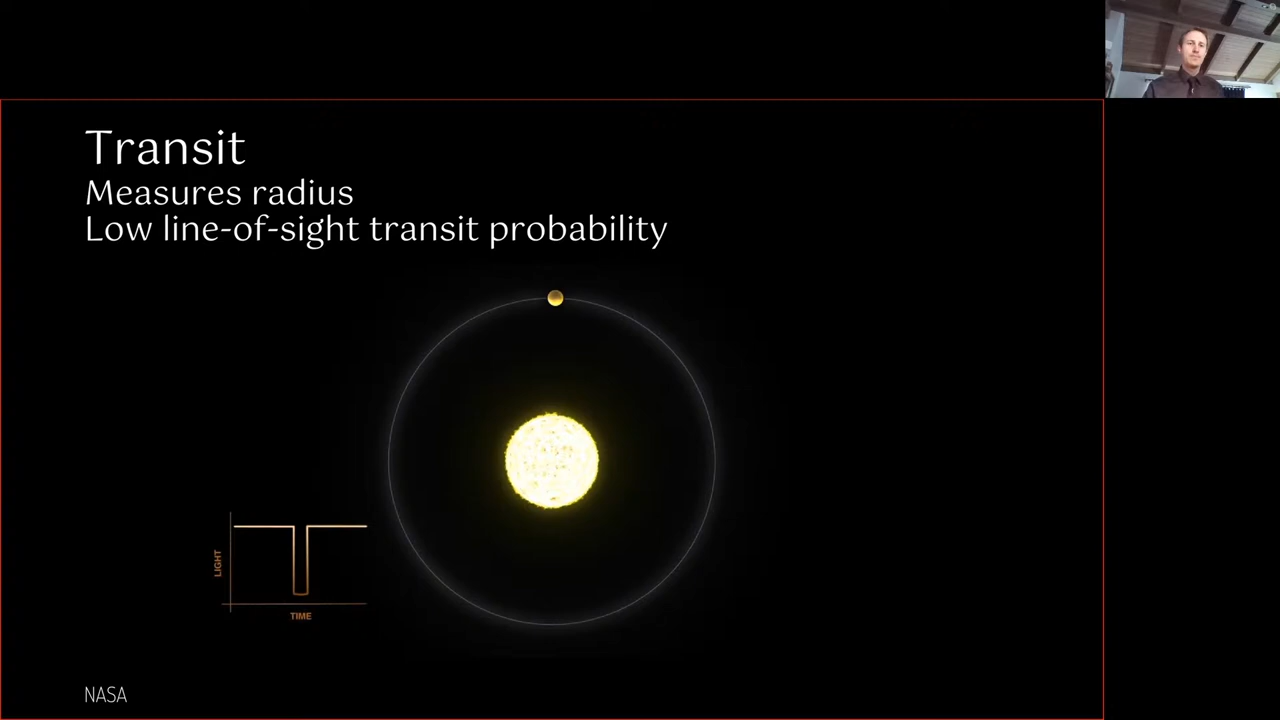 Transit
Measures radius
Low line-of-sight transit probability
LIGHT
TIME
NASA